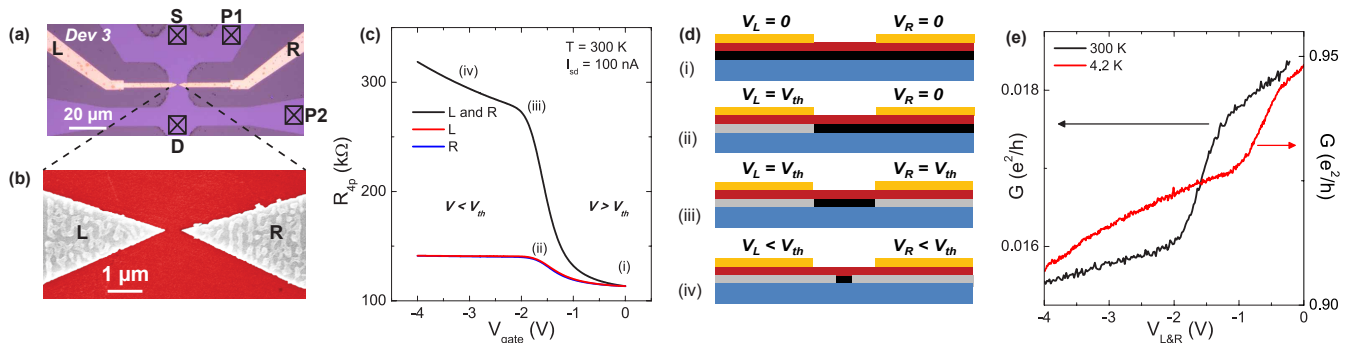 (a)
Dev 3
S
P1
L
R
P2
20 µm
D
(b)
L
R
1 µm
(c)
T = 300 K
I_sd = 100 nA
(iv)
(iii)
L and R
L
R
V < V_th
V > V_th
(ii)
(i)
R_4p (kΩ)
300
250
200
150
100
-4
-3
-2
-1
0
V_gate (V)
(d)
V_L = 0
V_R = 0
(i)
V_L = V_th
V_R = 0
(ii)
V_L = V_th
V_R = V_th
(iii)
V_L < V_th
V_R < V_th
(iv)
(e)
300 K
4.2 K
G (e²/h)
0.018
0.016
0.95
0.90
G (e²/h)
-4
-3
-2
-1
0
V_L&R (V)